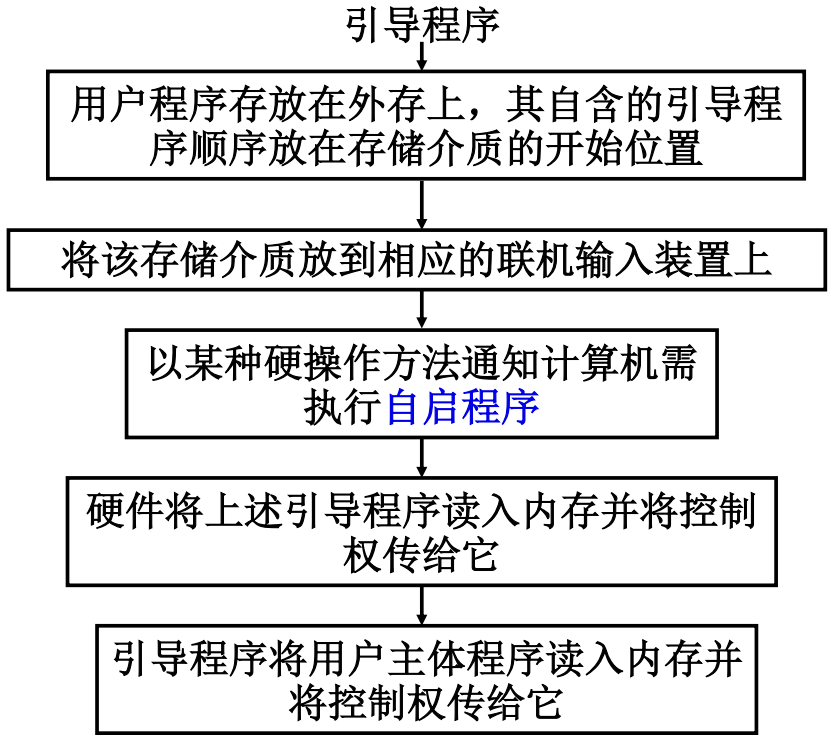 引导程序
用户程序存放在外存上，其自含的引导程
序顺序放在存储介质的开始位置
将该存储介质放到相应的联机输入装置上
以某种硬操作方法通知计算机需
执行自启程序
硬件将上述引导程序读入内存并将控制
权传给它
引导程序将用户主体程序读入内存并
将控制权传给它